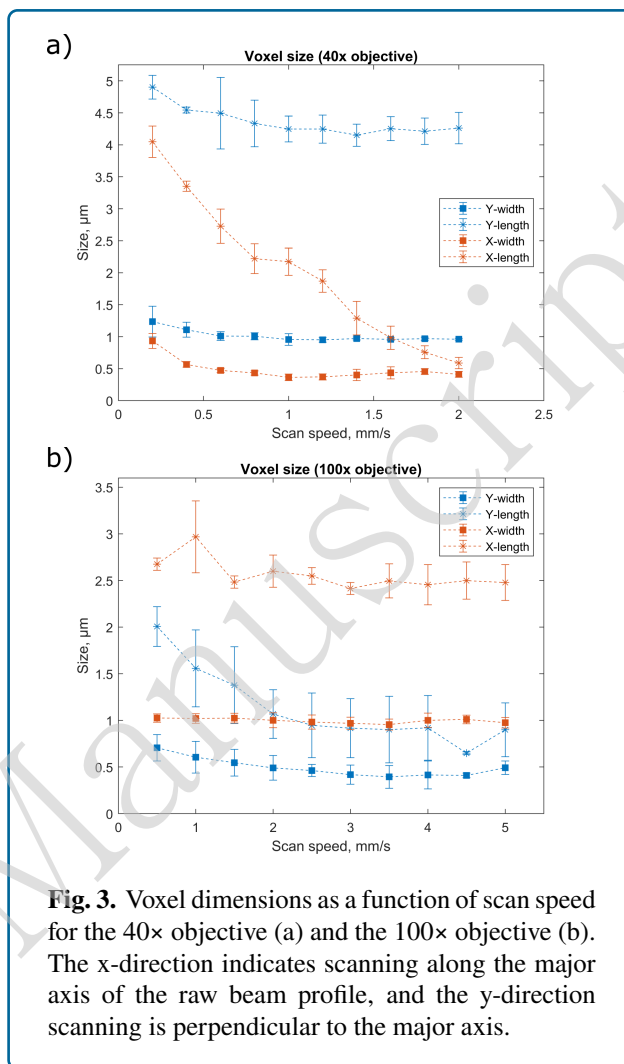 a)
Voxel size (40x objective)
5
4.5
4
3.5
3
2.5
2
1.5
1
0.5
0
Size, μm
Y-width
Y-length
X-width
X-length
0 0.5 1 1.5 2 2.5
Scan speed, mm/s
b)
Voxel size (100x objective)
3.5
3
2.5
2
1.5
1
0.5
0
Size, μm
Y-width
Y-length
X-width
X-length
0 1 2 3 4 5
Scan speed, mm/s
Manuscript
Fig. 3. Voxel dimensions as a function of scan speed
for the 40× objective (a) and the 100× objective (b).
The x-direction indicates scanning along the major
axis of the raw beam profile, and the y-direction
scanning is perpendicular to the major axis.